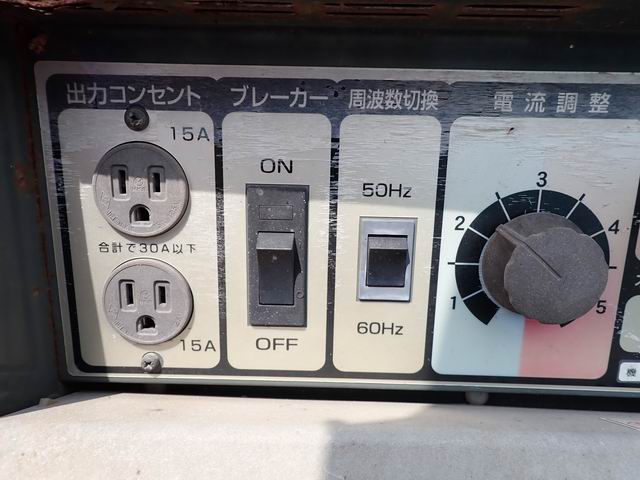 出力コンセント
15A
合計で30A以下
15A
ブレーカー
ON
OFF
周波数切換
50Hz
60Hz
電流調整
1
2
3
4
5